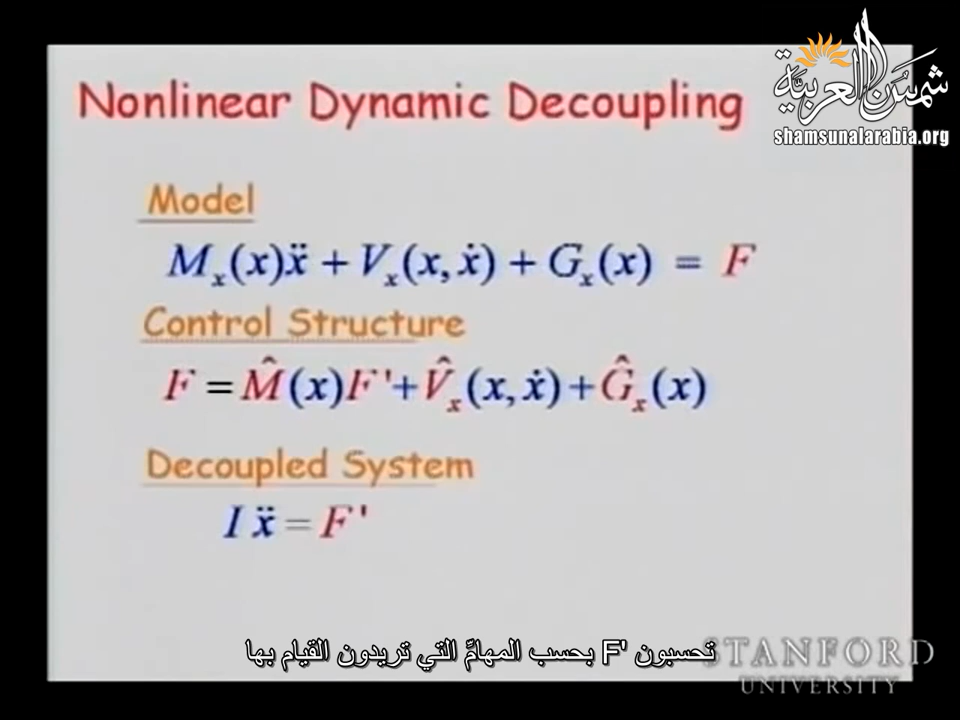 Nonlinear Dynamic Decoupling
شمس العربية
shamsunalarabia.org
Model
Mₓ(x)ẍ + Vₓ(x, ẋ) + Gₓ(x) = F
Control Structure
F = M̂(x)F' + V̂ₓ(x, ẋ) + Ĝₓ(x)
Decoupled System
I ẍ = F'
تحسبون 'F بحسب المهامِّ التي تريدون القيام بها
STANFORD
UNIVERSITY